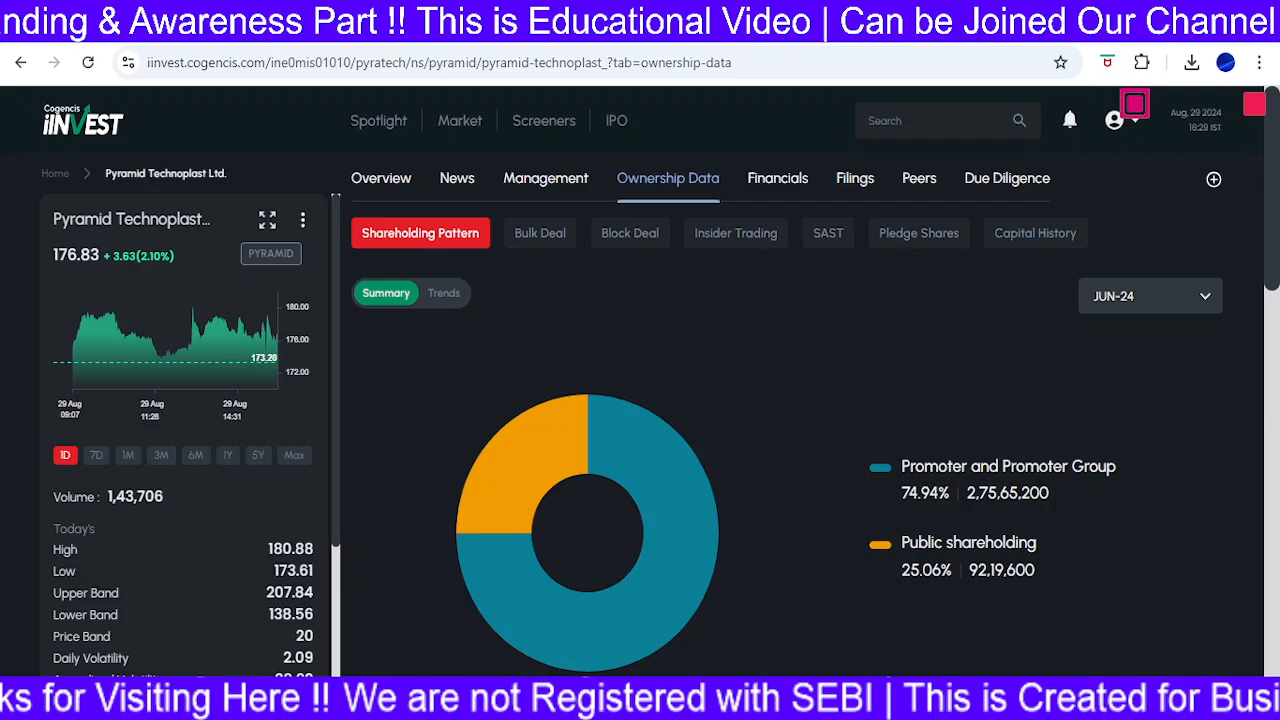 nding & Awareness Part !! This is Educational Video | Can be Joined Our Channel
iinvest.cogencis.com/ine0mis01010/pyratech/ns/pyramid/pyramid-technoplast_?tab=ownership-data
Cogencis
iINVEST
Spotlight
Market
Screeners
IPO
Search
Aug, 29 2024
16:29 IST
Home
Pyramid Technoplast Ltd.
Overview
News
Management
Ownership Data
Financials
Filings
Peers
Due Diligence
Pyramid Technoplast...
176.83 + 3.63(2.10%)
PYRAMID
Shareholding Pattern
Bulk Deal
Block Deal
Insider Trading
SAST
Pledge Shares
Capital History
Summary
Trends
JUN-24
180.00
176.00
173.20
172.00
29 Aug
09:07
29 Aug
11:28
29 Aug
14:31
1D
7D
1M
3M
6M
1Y
5Y
Max
Volume : 1,43,706
Today's
High 180.88
Low 173.61
Upper Band 207.84
Lower Band 138.56
Price Band 20
Daily Volatility 2.09
Promoter and Promoter Group
74.94% | 2,75,65,200
Public shareholding
25.06% | 92,19,600
ks for Visiting Here !! We are not Registered with SEBI | This is Created for Busi